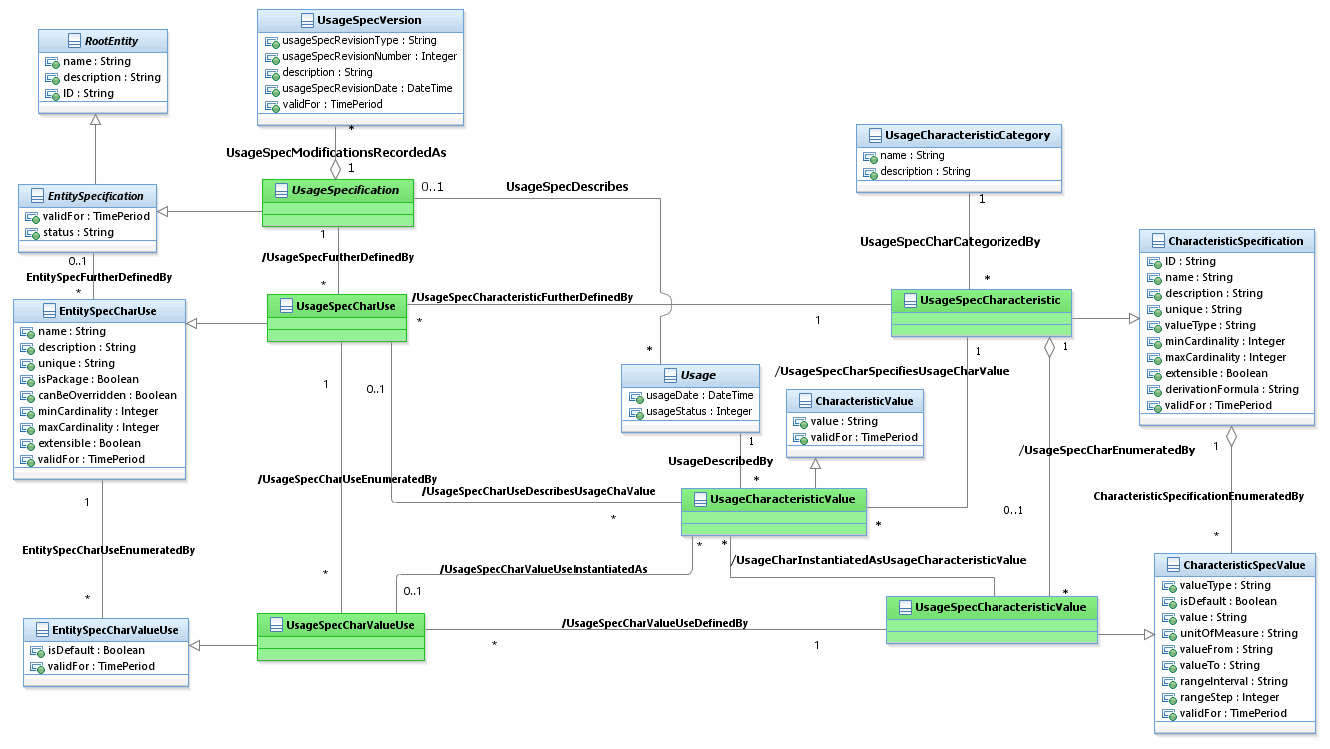 UsageSpecVersion
usageSpecRevisionType : String
usageSpecRevisionNumber : Integer
description : String
usageSpecRevisionDate : DateTime
validFor : TimePeriod
RootEntity
name : String
description : String
ID : String
*
UsageSpecModificationsRecordedAs
1
UsageCharacteristicCategory
name : String
description : String
1
EntitySpecification
validFor : TimePeriod
status : String
UsageSpecification
0..1
UsageSpecDescribes
1
/UsageSpecFurtherDefinedBy
*
0..1
EntitySpecFurtherDefinedBy
*
UsageSpecCharCategorizedBy
*
CharacteristicSpecification
ID : String
name : String
description : String
unique : String
valueType : String
minCardinality : Integer
maxCardinality : Integer
extensible : Boolean
derivationFormula : String
validFor : TimePeriod
EntitySpecCharUse
name : String
description : String
unique : String
isPackage : Boolean
canBeOverridden : Boolean
minCardinality : Integer
maxCardinality : Integer
extensible : Boolean
validFor : TimePeriod
UsageSpecCharUse
/UsageSpecCharacteristicFurtherDefinedBy
*
1
UsageSpecCharacteristic
1
1
*
Usage
usageDate : DateTime
usageStatus : Integer
1
UsageDescribedBy
*
/UsageSpecCharSpecifiesUsageCharValue
CharacteristicValue
value : String
validFor : TimePeriod
1
0..1
/UsageSpecCharUseEnumeratedBy
/UsageSpecCharUseDescribesUsageChaValue
*
UsageCharacteristicValue
*
/UsageSpecCharEnumeratedBy
0..1
1
CharacteristicSpecificationEnumeratedBy
*
1
EntitySpecCharUseEnumeratedBy
*
*
*
*
/UsageSpecCharValueUseInstantiatedAs
0..1
/UsageCharInstantiatedAsUsageCharacteristicValue
*
CharacteristicSpecValue
valueType : String
isDefault : Boolean
value : String
unitOfMeasure : String
valueFrom : String
valueTo : String
rangeInterval : String
rangeStep : Integer
validFor : TimePeriod
EntitySpecCharValueUse
isDefault : Boolean
validFor : TimePeriod
UsageSpecCharValueUse
/UsageSpecCharValueUseDefinedBy
*
1
UsageSpecCharacteristicValue